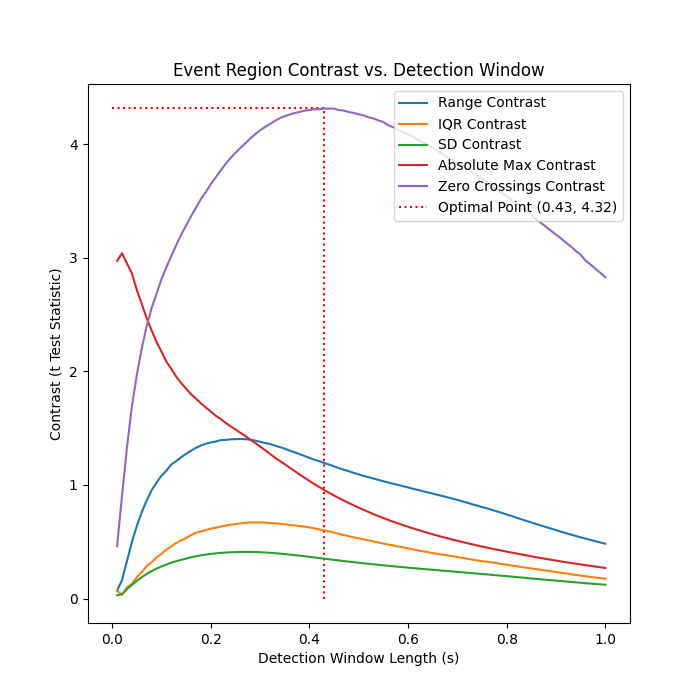 Event Region Contrast vs. Detection Window
Range Contrast
IQR Contrast
SD Contrast
Absolute Max Contrast
Zero Crossings Contrast
Optimal Point (0.43, 4.32)
Contrast (t Test Statistic)
4
3
2
1
0
0.0 0.2 0.4 0.6 0.8 1.0
Detection Window Length (s)